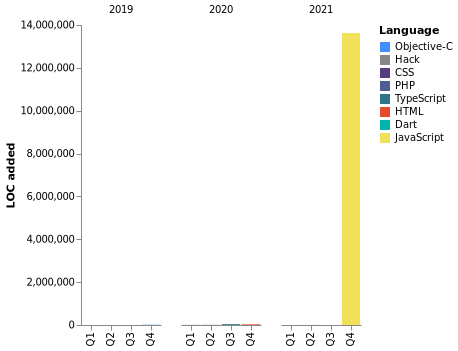 2019 2020 2021
Language
Objective-C
Hack
CSS
PHP
TypeScript
HTML
Dart
JavaScript
LOC added
14,000,000
12,000,000
10,000,000
8,000,000
6,000,000
4,000,000
2,000,000
0
Q1 Q2 Q3 Q4 Q1 Q2 Q3 Q4 Q1 Q2 Q3 Q4